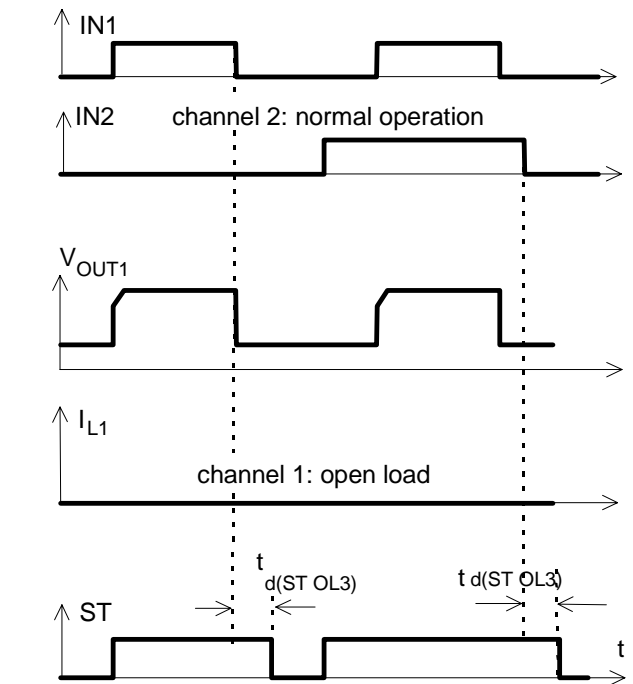 IN1
IN2
channel 2: normal operation
VOUT1
IL1
channel 1: open load
t d(ST OL3)
t d(ST OL3)
ST
t